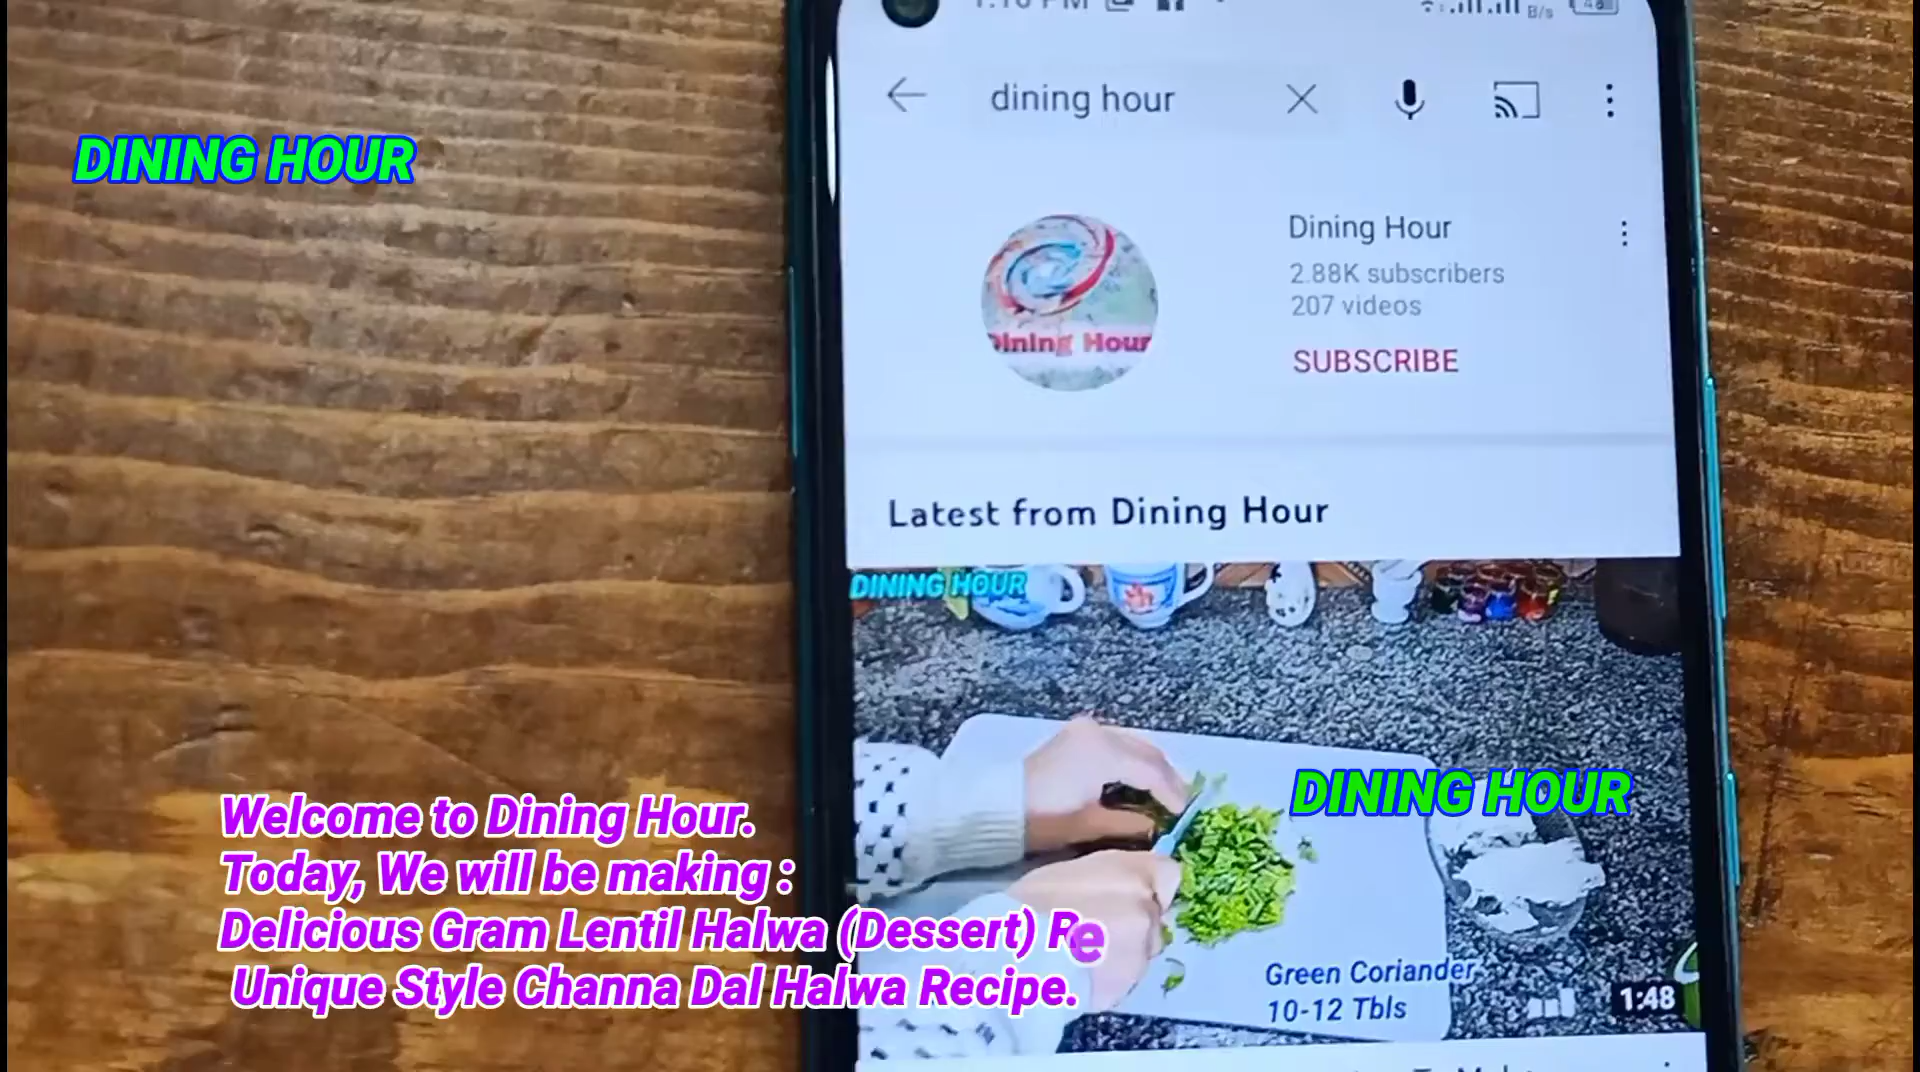 dining hour
DINING HOUR
Dining Hour
2.88K subscribers
207 videos
SUBSCRIBE
Dining Hour
Latest from Dining Hour
DINING HOUR
DINING HOUR
Welcome to Dining Hour.
Today, We will be making :
Delicious Gram Lentil Halwa (Dessert) Re
Unique Style Channa Dal Halwa Recipe.
Green Coriander
10-12 Tbls
1:48